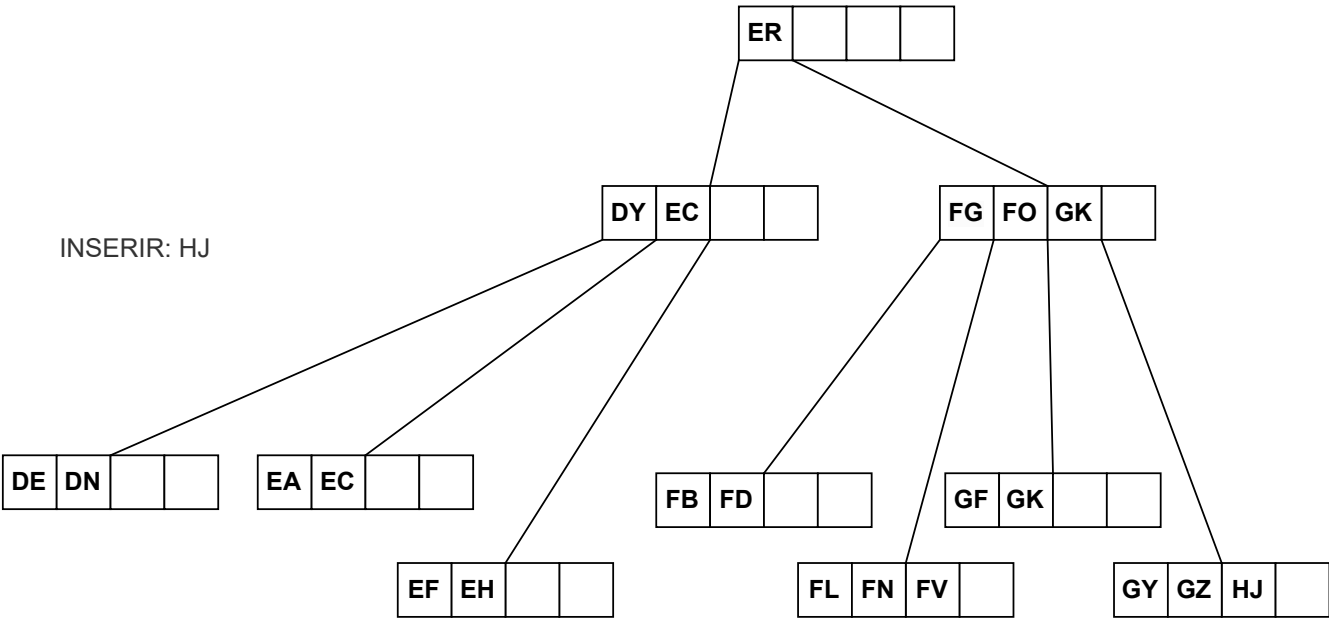 ER
DY EC
FG FO GK
INSERIR: HJ
DE DN
EA EC
FB FD
GF GK
EF EH
FL FN FV
GY GZ HJ